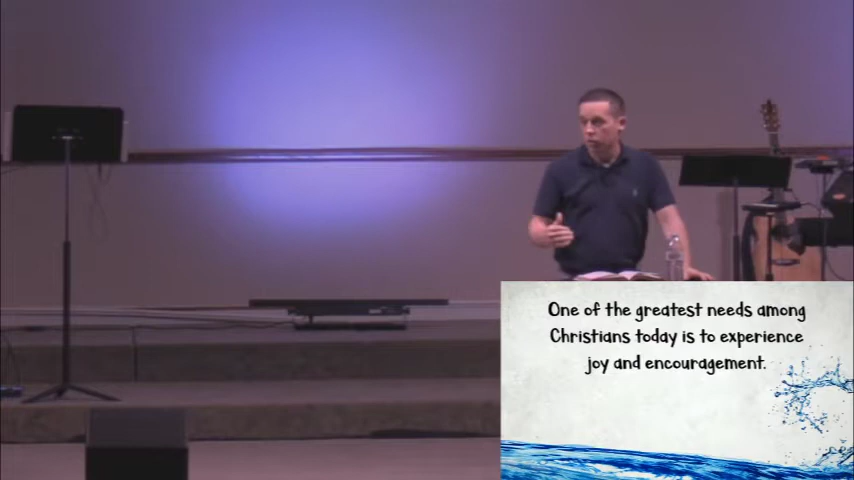 One of the greatest needs among
Christians today is to experience
joy and encouragement.